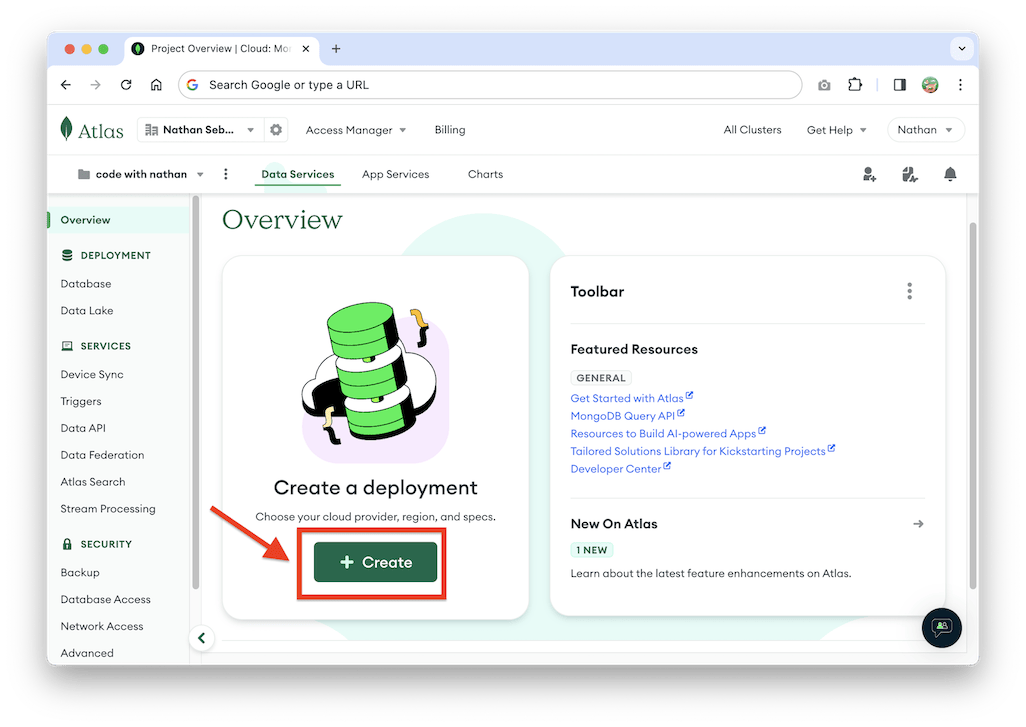 Project Overview | Cloud: Mon
Search Google or type a URL
Atlas
Nathan Seb...
Access Manager
Billing
All Clusters
Get Help
Nathan
code with nathan
Data Services
App Services
Charts
Overview
DEPLOYMENT
Database
Data Lake
SERVICES
Device Sync
Triggers
Data API
Data Federation
Atlas Search
Stream Processing
SECURITY
Backup
Database Access
Network Access
Advanced
Overview
Create a deployment
Choose your cloud provider, region, and specs.
+ Create
Toolbar
Featured Resources
GENERAL
Get Started with Atlas
MongoDB Query API
Resources to Build AI-powered Apps
Tailored Solutions Library for Kickstarting Projects
Developer Center
New On Atlas
1 NEW
Learn about the latest feature enhancements on Atlas.